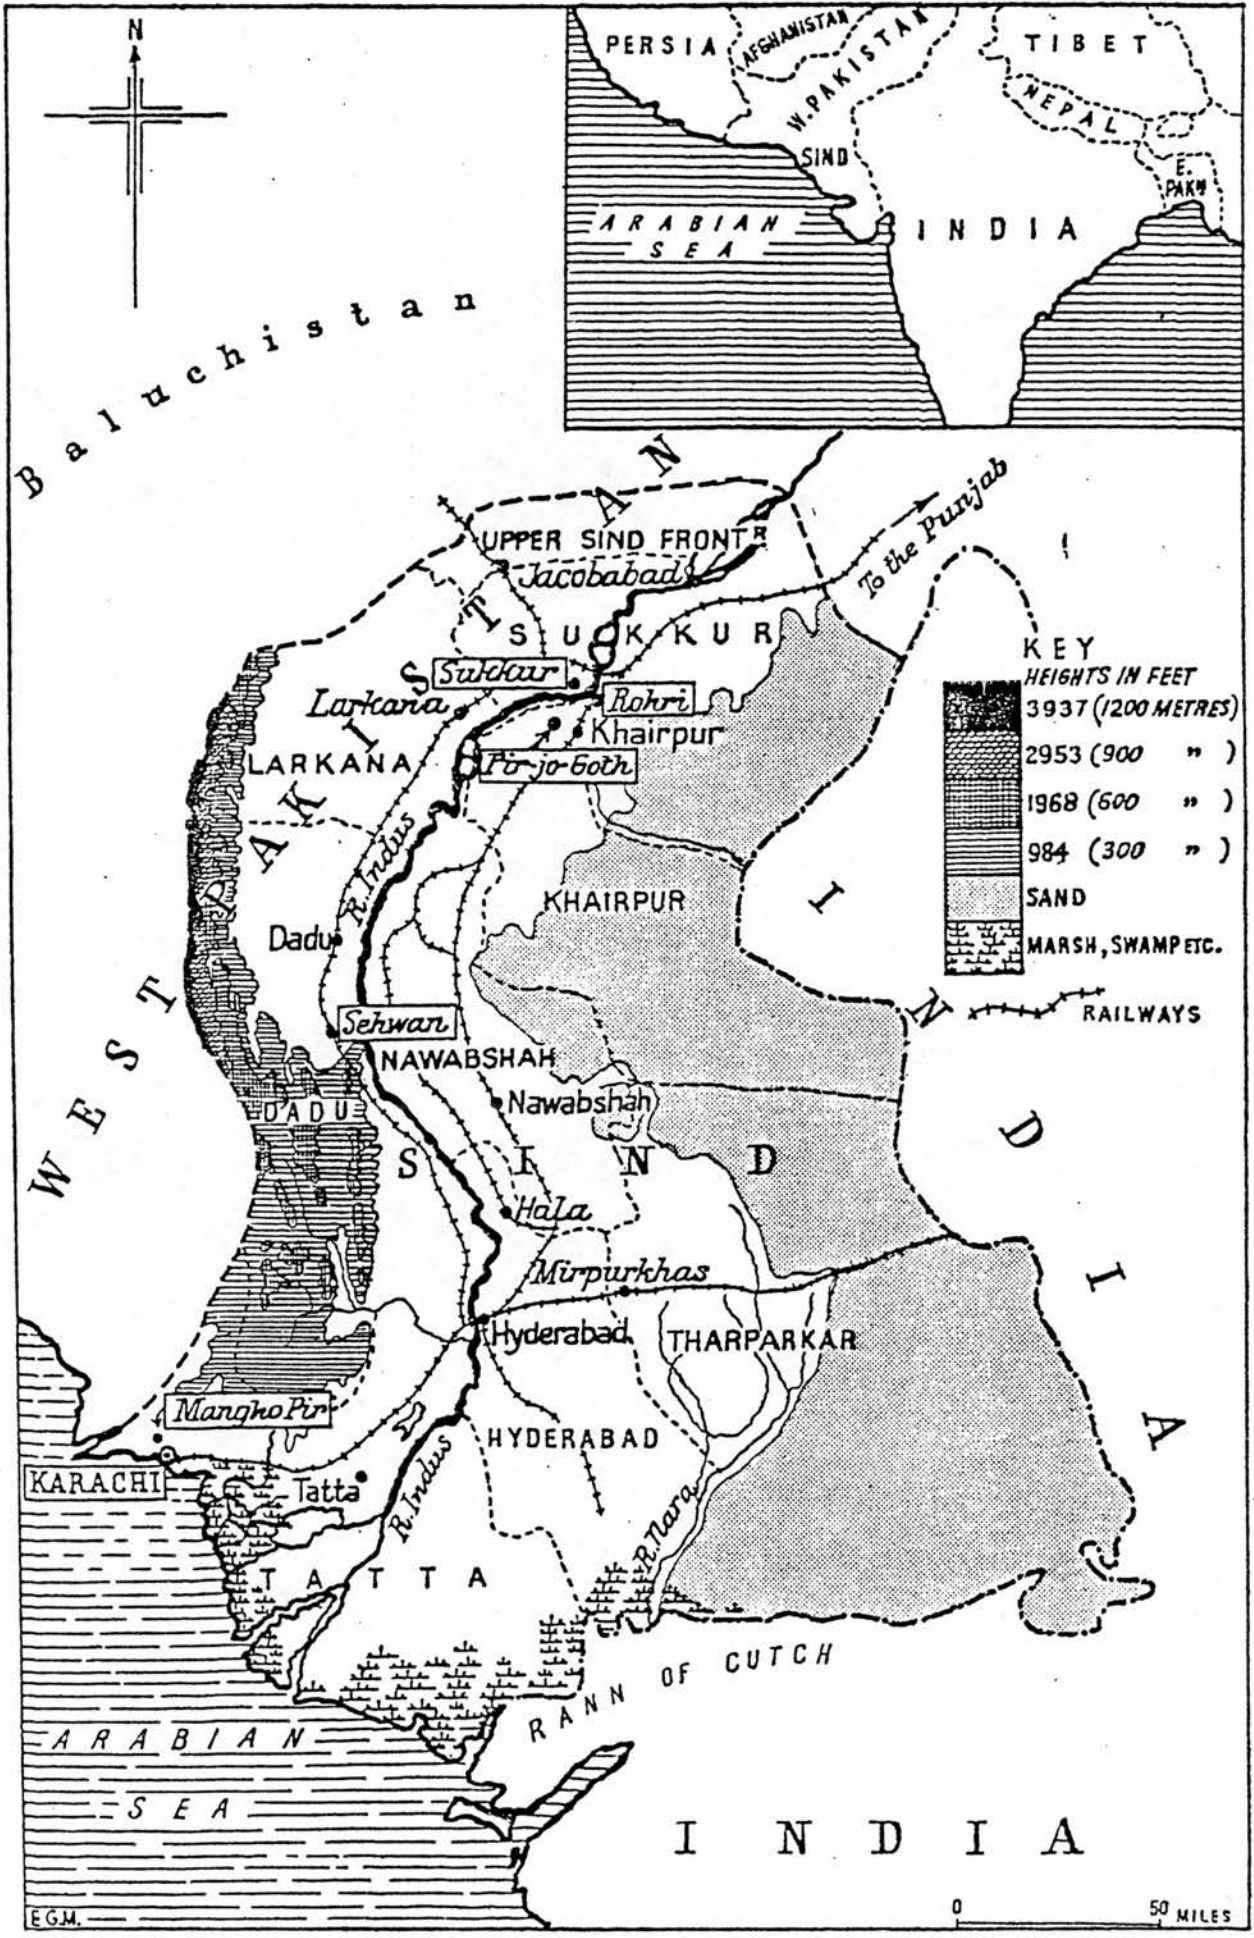 N
PERSIA
AFGHANISTAN
W. PAKISTAN
TIBET
NEPAL
SIND
E.
PAKN
ARABIAN
SEA
INDIA
Baluchistan
WEST PAKISTAN
To the Punjab
UPPER SIND FRONTR
Jacobabad
SUKKUR
Sukkur
Rohri
Larkana
Khairpur
LARKANA
Pir-jo-Goth
R. Indus
KHAIRPUR
Dadu
Sehwan
NAWABSHAH
Nawabshah
DADU
SIND
Hala
Mirpurkhas
Hyderabad
THARPARKAR
Mangho Pir
HYDERABAD
KARACHI
Tatta
R. Indus
R. Nara
TATTA
RANN OF CUTCH
ARABIAN
SEA
INDIA
INDIA
KEY
HEIGHTS IN FEET
3937 (1200 METRES)
2953 (900 " )
1968 (600 " )
984 (300 " )
SAND
MARSH, SWAMP ETC.
RAILWAYS
E.G.M.
0 50 MILES